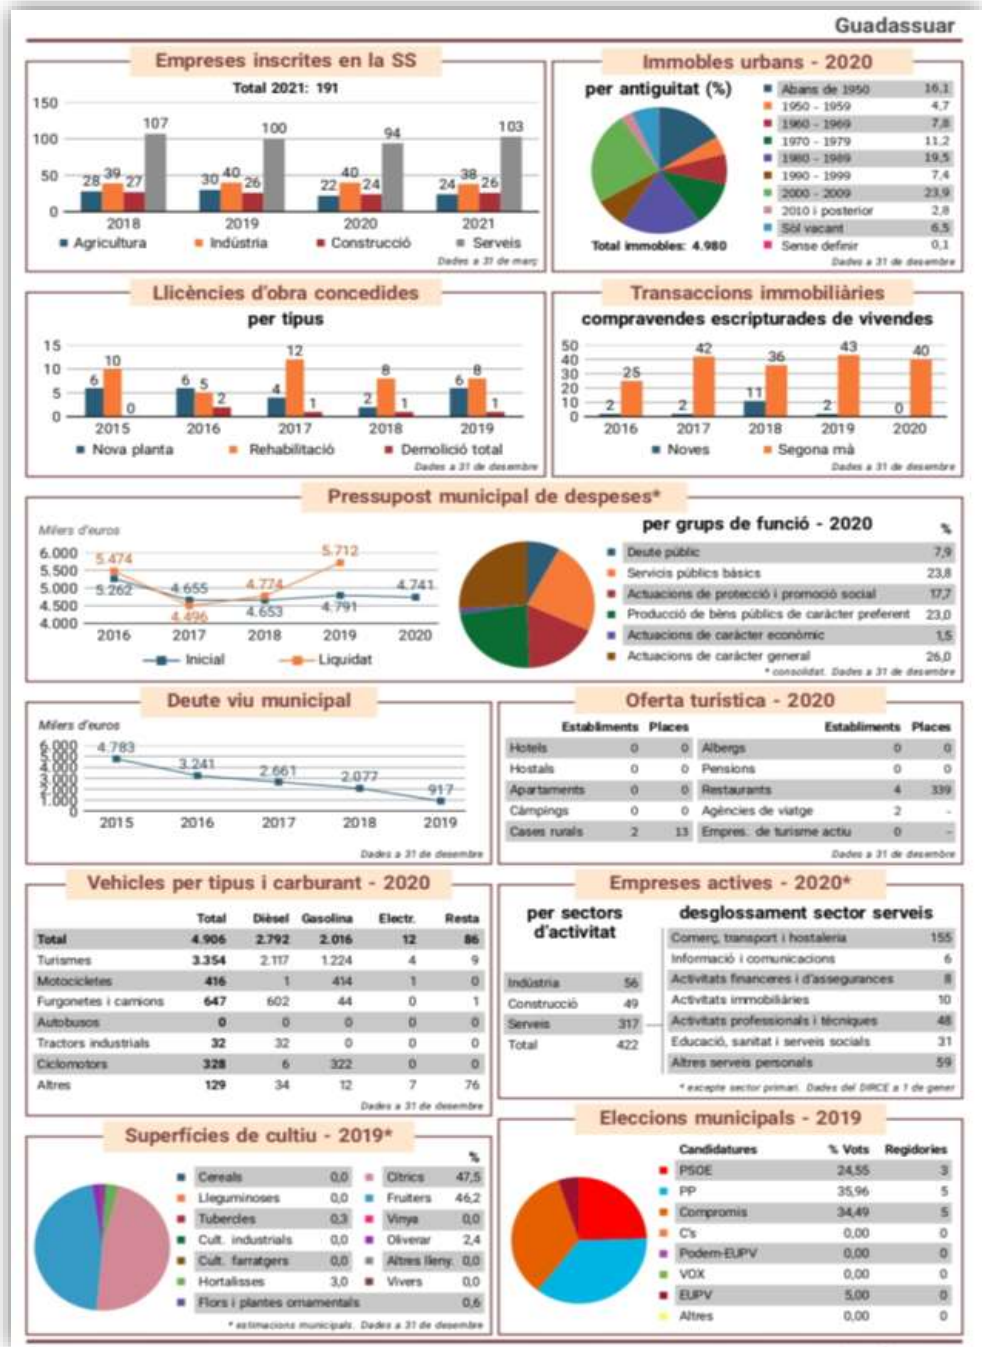 Guadassuar
Empreses inscrites en la SS
Total 2021: 191
150
100
50
0
28 39 27 107
30 40 26 100
22 40 24 94
24 38 26 103
2018 2019 2020 2021
Agricultura Indústria Construcció Serveis
Dades a 31 de març
Immobles urbans - 2020
per antiguitat (%)
Abans de 1950 16,1
1950 - 1959 4,7
1960 - 1969 7,8
1970 - 1979 11,2
1980 - 1989 19,5
1990 - 1999 7,4
2000 - 2009 23,9
2010 i posterior 2,8
Sòl vacant 6,5
Sense definir 0,1
Total immobles: 4.980
Dades a 31 de desembre
Llicències d'obra concedides
per tipus
15
10
5
0
6 10 0
6 5 2
4 12 1
2 8 1
6 8 1
2015 2016 2017 2018 2019
Nova planta Rehabilitació Demolició total
Dades a 31 de desembre
Transaccions immobiliàries
compravendes escripturades de vivendes
50
40
30
20
10
0
2 25
2 42
11 36
2 43
0 40
2016 2017 2018 2019 2020
Noves Segona mà
Dades a 31 de desembre
Pressupost municipal de despeses*
Milers d'euros
6.000
5.500
5.000
4.500
4.000
5.474 5.262
4.655 4.496
4.774 4.653
5.712 4.791
4.741
2016 2017 2018 2019 2020
Inicial Liquidat
per grups de funció - 2020 %
Deute públic 7,9
Servicis públics bàsics 23,8
Actuacions de protecció i promoció social 17,7
Producció de bèns públics de caràcter preferent 23,0
Actuacions de caràcter econòmic 1,5
Actuacions de caràcter general 26,0
* consolidat. Dades a 31 de desembre
Deute viu municipal
Milers d'euros
6.000
5.000
4.000
3.000
2.000
1.000
0
4.783 3.241 2.661 2.077 917
2015 2016 2017 2018 2019
Dades a 31 de desembre
Oferta turística - 2020
Establiments Places Establiments Places
Hotels 0 0 Albergs 0 0
Hostals 0 0 Pensions 0 0
Apartaments 0 0 Restaurants 4 339
Càmpings 0 0 Agències de viatge 2 -
Cases rurals 2 13 Empres. de turisme actiu 0 -
Dades a 31 de desembre
Vehicles per tipus i carburant - 2020
Total Dièsel Gasolina Electr. Resta
Total 4.906 2.792 2.016 12 86
Turismes 3.354 2.117 1.224 4 9
Motocicletes 416 1 414 1 0
Furgonetes i camions 647 602 44 0 1
Autobusos 0 0 0 0 0
Tractors industrials 32 32 0 0 0
Ciclomotors 328 6 322 0 0
Altres 129 34 12 7 76
Dades a 31 de desembre
Empreses actives - 2020*
per sectors
d'activitat
Indústria 56
Construcció 49
Serveis 317
Total 422
desglossament sector serveis
Comerç, transport i hostaleria 155
Informació i comunicacions 6
Activitats financeres i d'assegurances 8
Activitats immobiliàries 10
Activitats professionals i tècniques 48
Educació, sanitat i serveis socials 31
Altres serveis personals 59
* excepte sector primari. Dades del DIRCE a 1 de gener
Superfícies de cultiu - 2019*
%
Cereals 0,0 Cítrics 47,5
Lleguminoses 0,0 Fruiters 46,2
Tubercles 0,3 Vinya 0,0
Cult. industrials 0,0 Oliverar 2,4
Cult. farratgers 0,0 Altres lleny. 0,0
Hortalisses 3,0 Vivers 0,0
Flors i plantes ornamentals 0,6
* estimacions municipals. Dades a 31 de desembre
Eleccions municipals - 2019
Candidatures % Vots Regidories
PSOE 24,55 3
PP 35,96 5
Compromis 34,49 5
C's 0,00 0
Podem-EUPV 0,00 0
VOX 0,00 0
EUPV 5,00 0
Altres 0,00 0